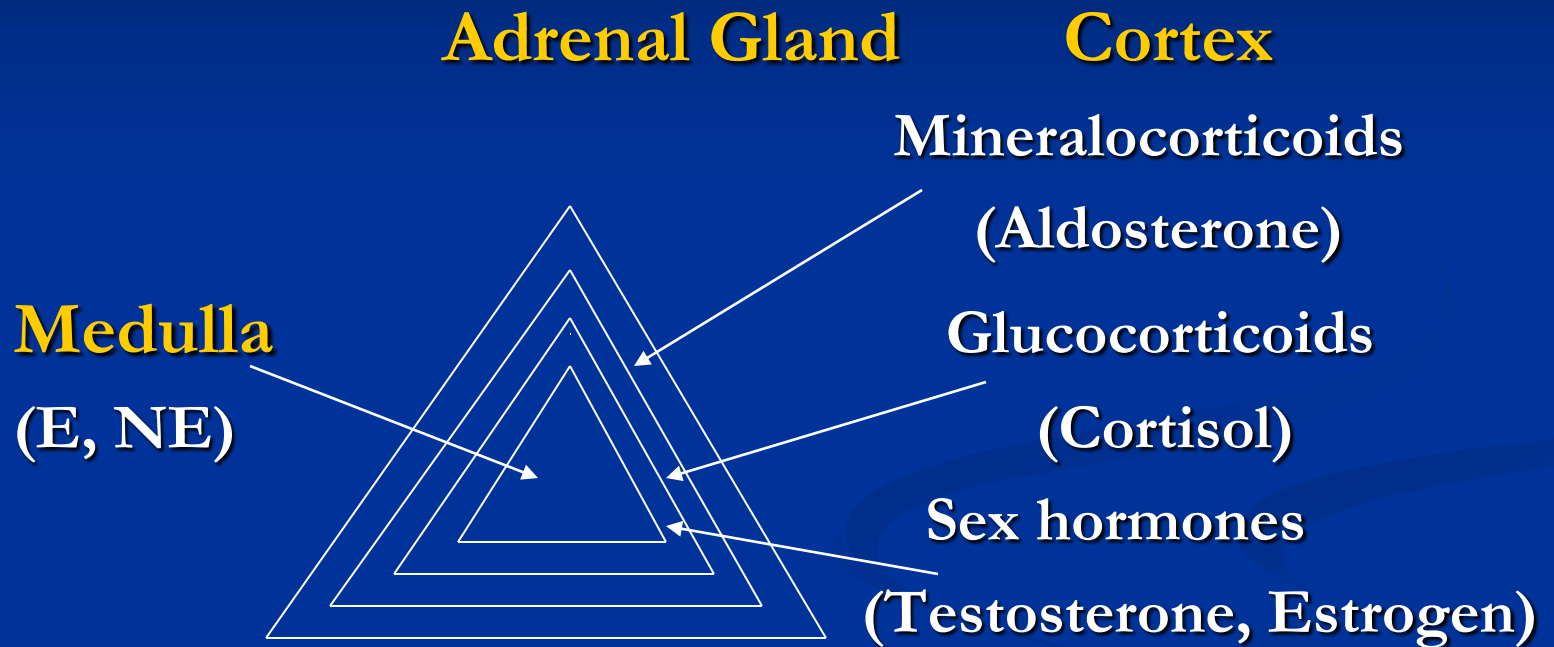 Adrenal Gland Cortex
Mineralocorticoids
(Aldosterone)
Medulla
(E, NE)
Glucocorticoids
(Cortisol)
Sex hormones
(Testosterone, Estrogen)